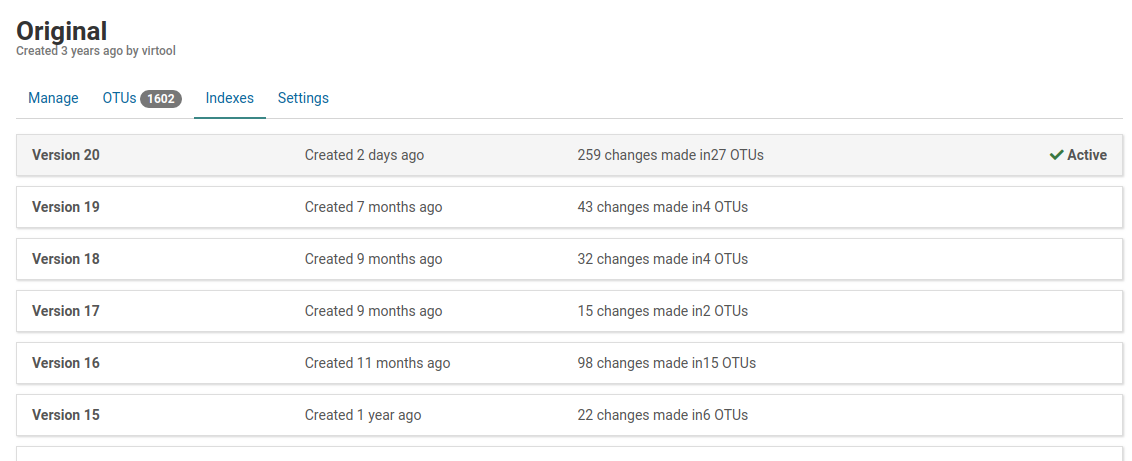 Original
Created 3 years ago by virtool
Manage OTUs 1602 Indexes Settings
Version 20 Created 2 days ago 259 changes made in27 OTUs Active
Version 19 Created 7 months ago 43 changes made in4 OTUs
Version 18 Created 9 months ago 32 changes made in4 OTUs
Version 17 Created 9 months ago 15 changes made in2 OTUs
Version 16 Created 11 months ago 98 changes made in15 OTUs
Version 15 Created 1 year ago 22 changes made in6 OTUs